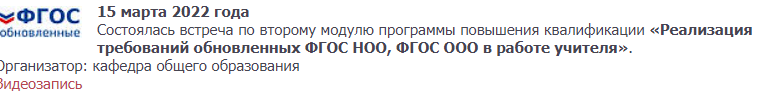 ФГОС
обновленные
15 марта 2022 года
Состоялась встреча по второму модулю программы повышения квалификации «Реализация
требований обновленных ФГОС НОО, ФГОС ООО в работе учителя».
Организатор: кафедра общего образования
Видеозапись